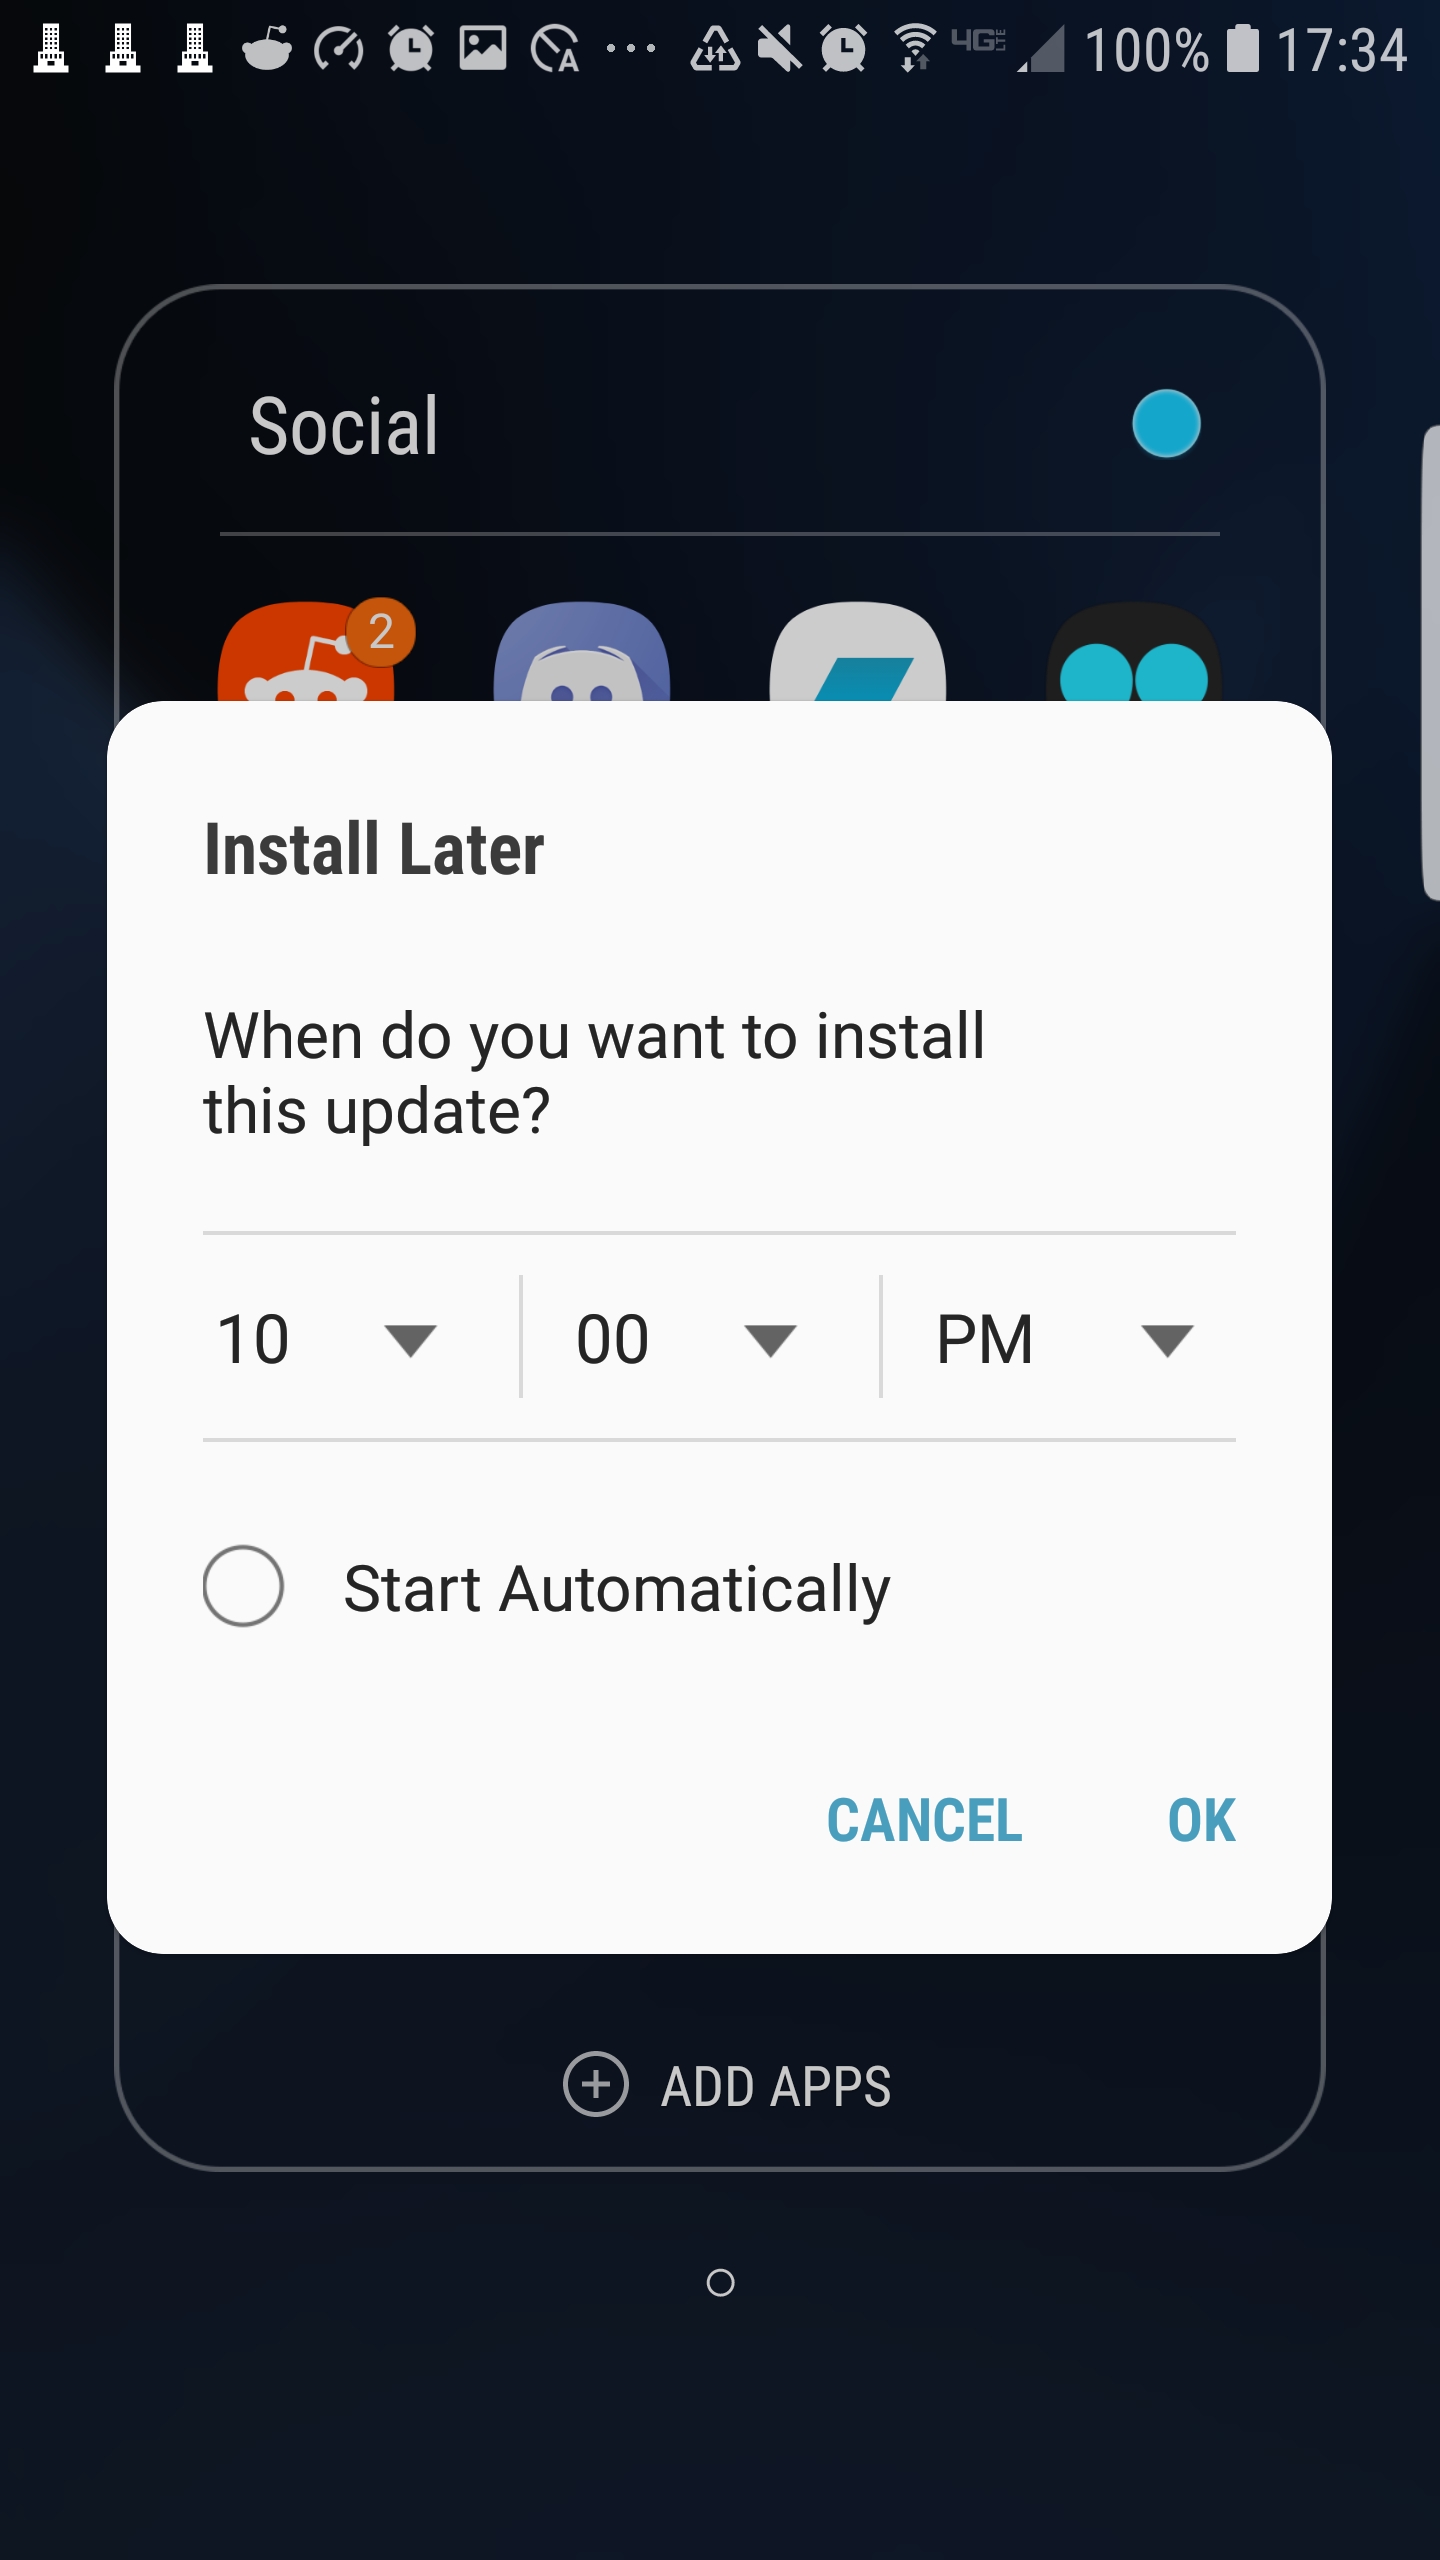 A 4G LTE 100% 17:34
Social
2
Install Later
When do you want to install
this update?
10 00 PM
Start Automatically
CANCEL OK
ADD APPS